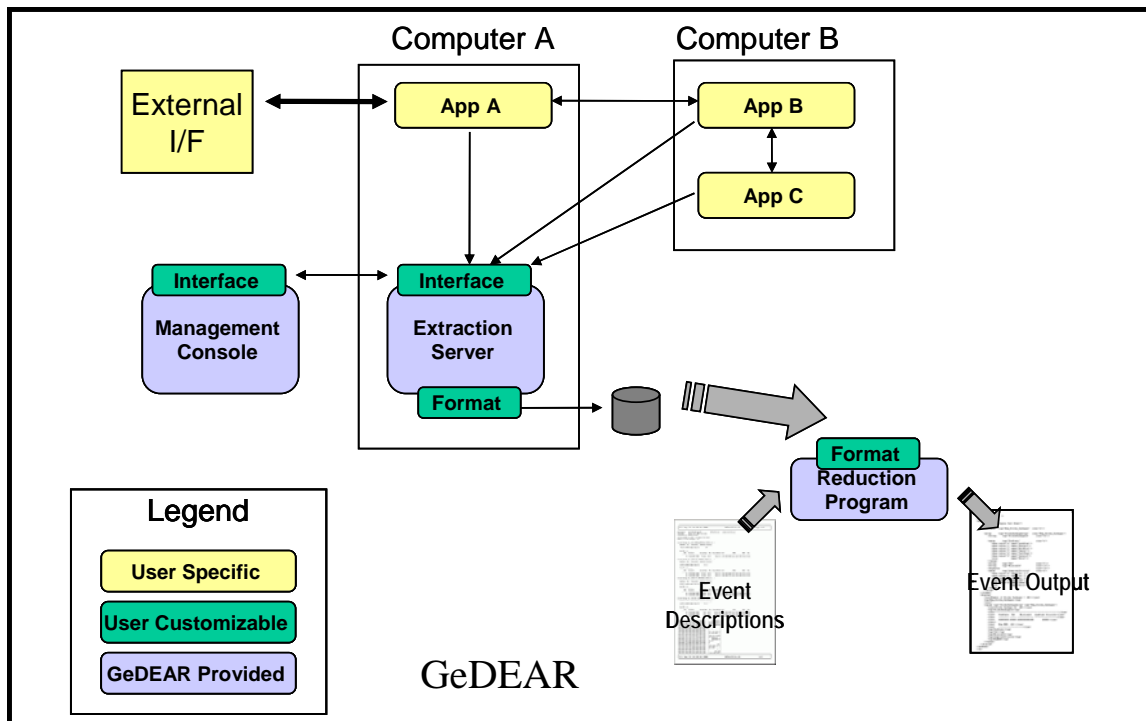 Computer A
Computer B
External
I/F
App A
App B
App C
Interface
Interface
Management
Console
Extraction
Server
Format
Format
Reduction
Program
Legend
User Specific
User Customizable
GeDEAR Provided
Event
Descriptions
Event Output
GeDEAR